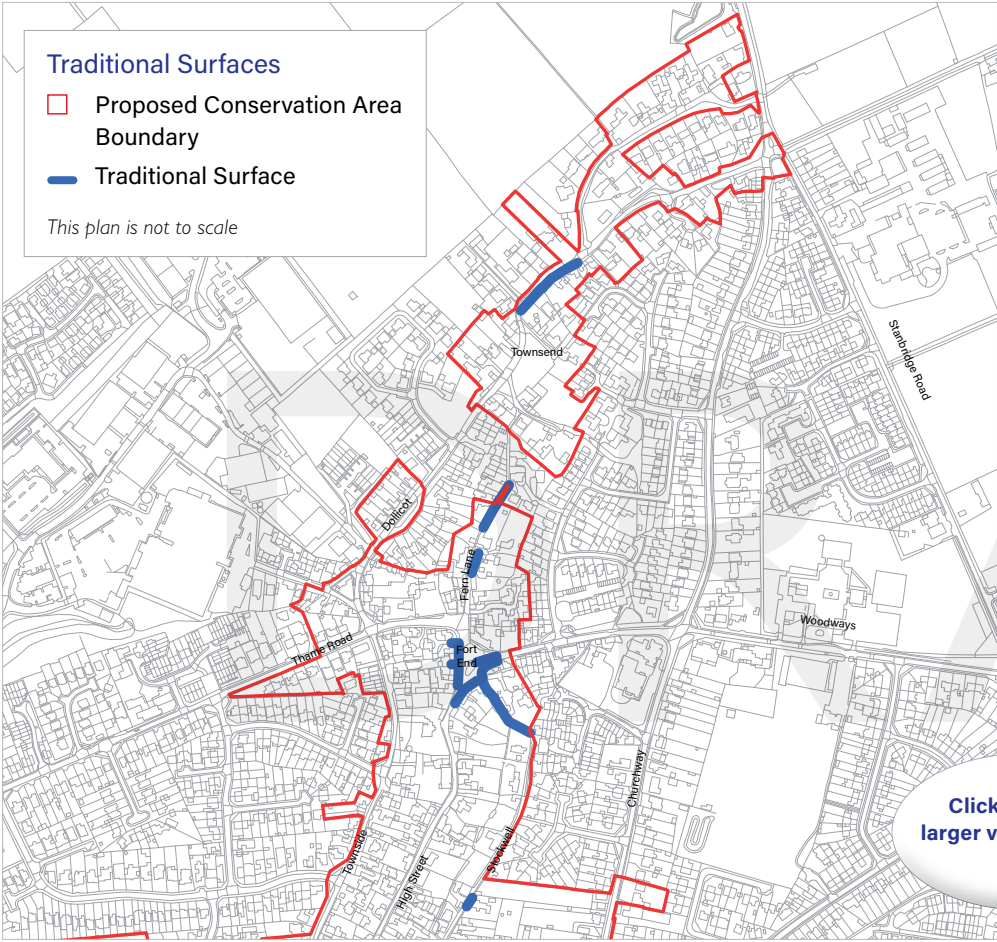 Traditional Surfaces
Proposed Conservation Area
Boundary
Traditional Surface
This plan is not to scale
Stanbridge Road
Townsend
Dollicot
Fern Lane
Woodways
Thame Road
Fort
End
Churchway
Click
larger v
Townside
High Street
Stockwell
DRA